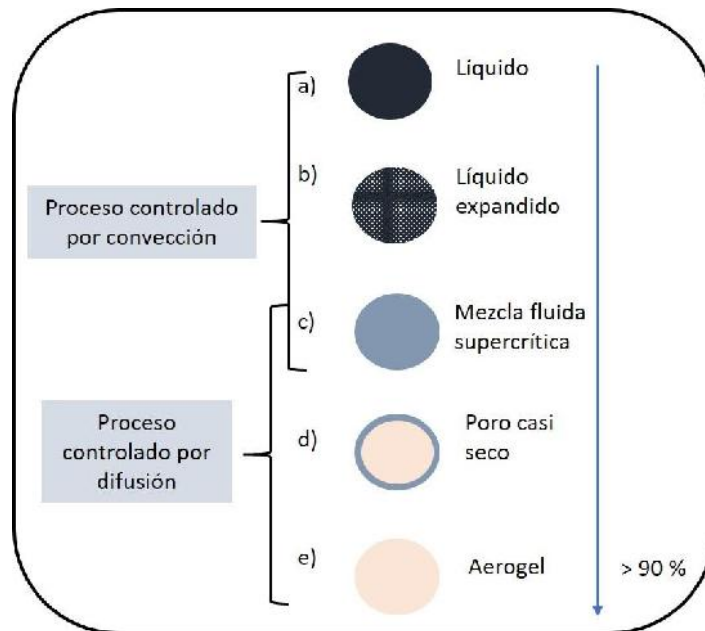 a)
Líquido
b)
Líquido
expandido
Proceso controlado
por convección
c)
Mezcla fluida
supercrítica
Proceso
controlado por
difusión
d)
Poro casi
seco
e)
Aerogel
> 90 %